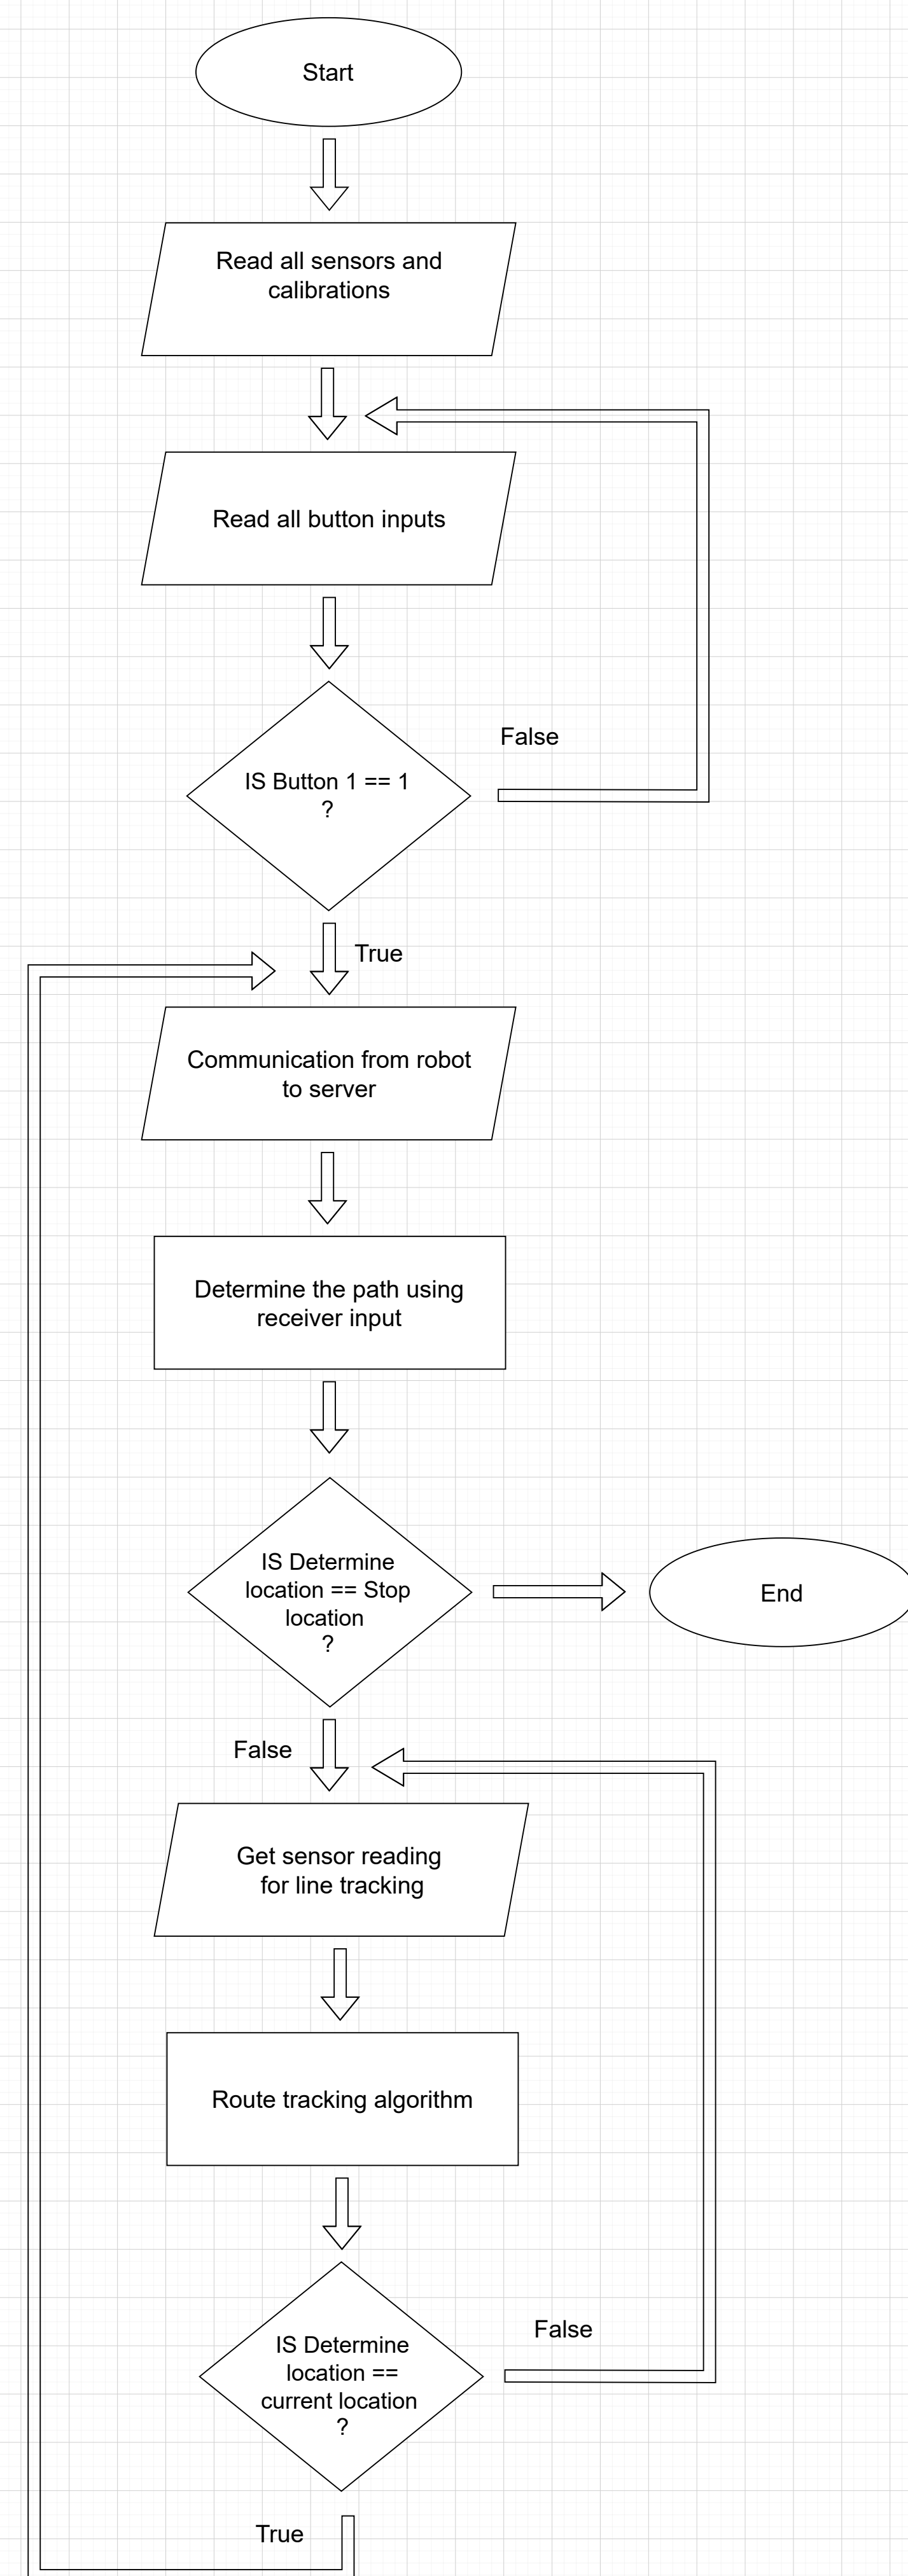 Start
Read all sensors and
calibrations
Read all button inputs
False
IS Button 1 == 1
?
True
Communication from robot
to server
Determine the path using
receiver input
IS Determine
location == Stop
location
?
End
False
Get sensor reading
for line tracking
Route tracking algorithm
False
IS Determine
location ==
current location
?
True